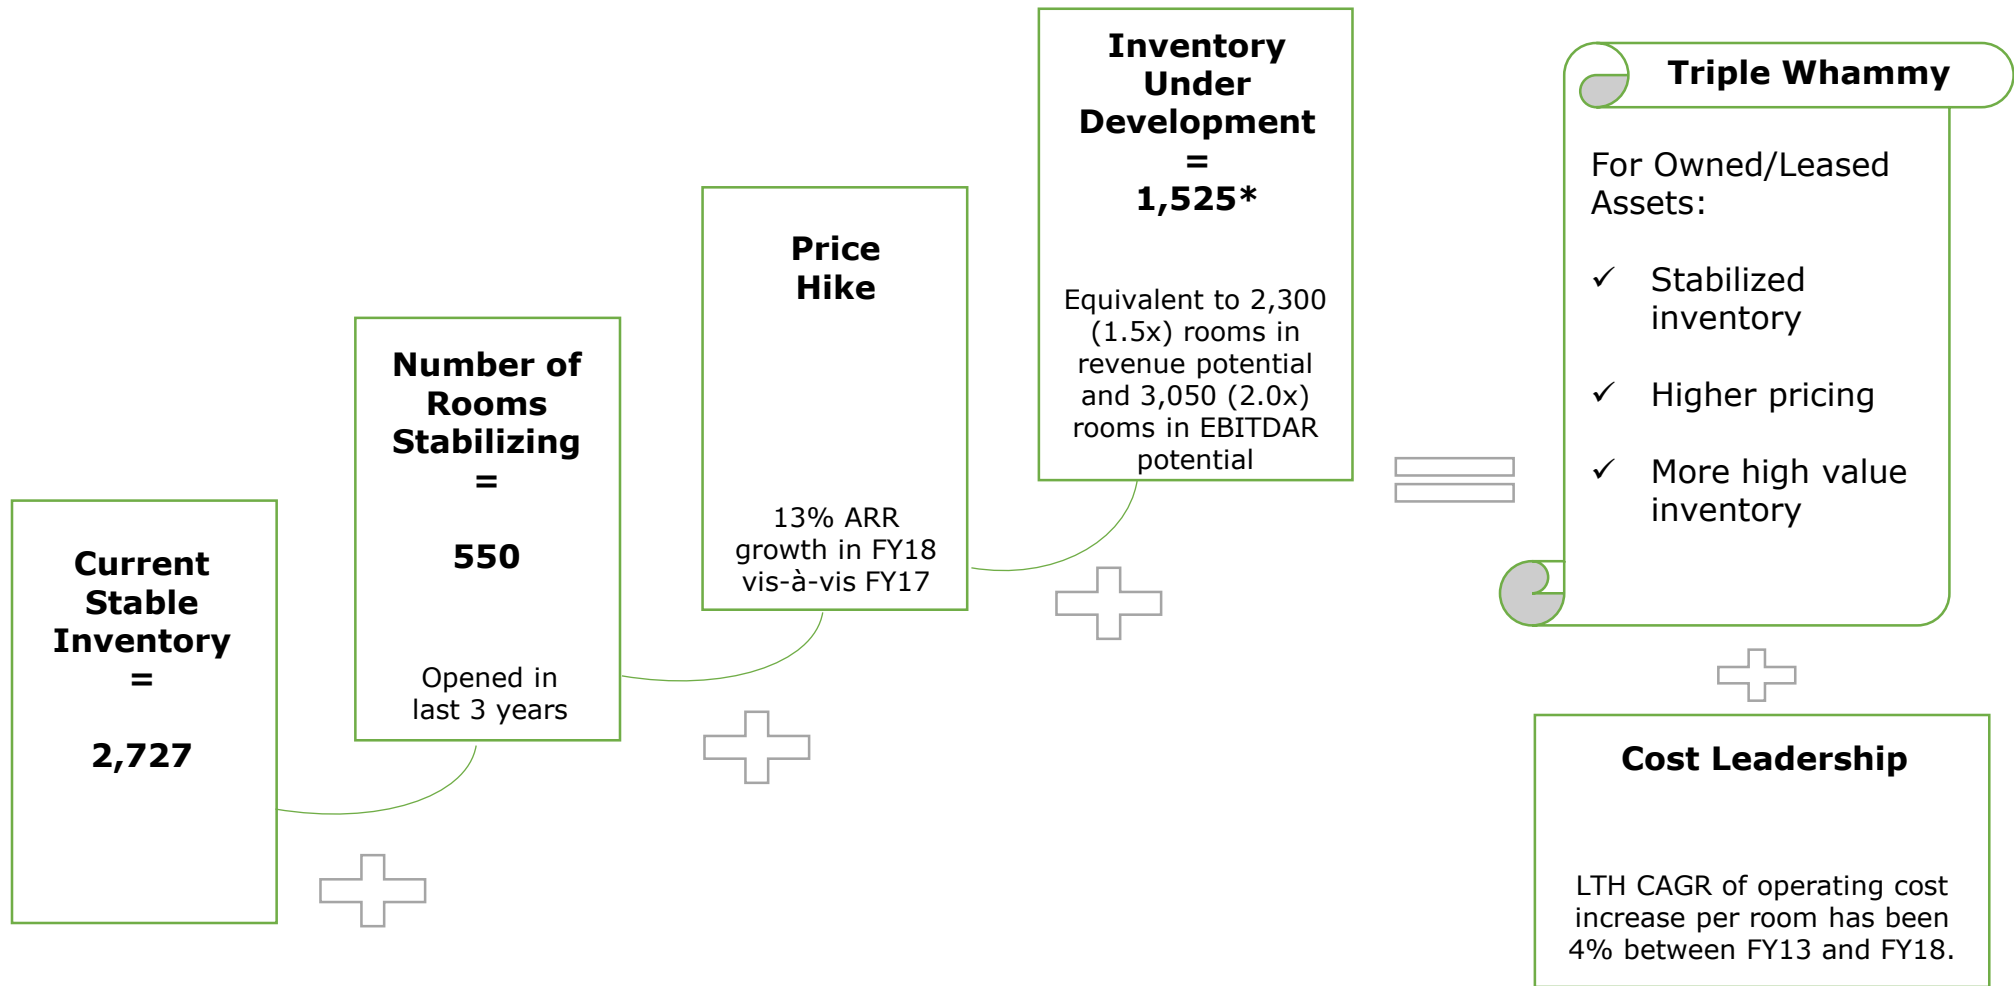 Current
Stable
Inventory
=
2,727
Number of
Rooms
Stabilizing
=
550
Opened in
last 3 years
Price
Hike
13% ARR
growth in FY18
vis-à-vis FY17
Inventory
Under
Development
=
1,525*
Equivalent to 2,300
(1.5x) rooms in
revenue potential
and 3,050 (2.0x)
rooms in EBITDAR
potential
Triple Whammy
For Owned/Leased
Assets:
✓ Stabilized
inventory
✓ Higher pricing
✓ More high value
inventory
Cost Leadership
LTH CAGR of operating cost
increase per room has been
4% between FY13 and FY18.